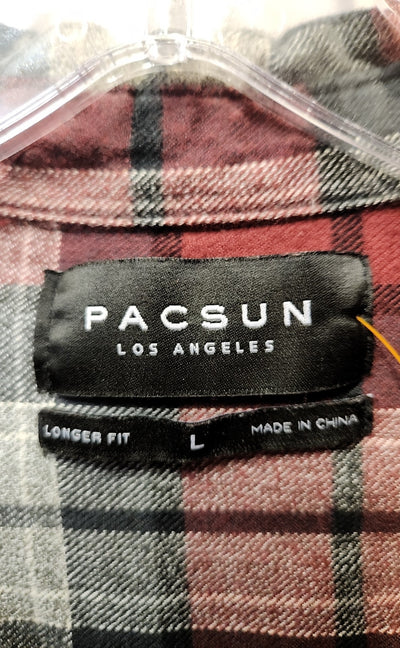 PACSUN
LOS ANGELES
LONGER FIT L MADE IN CHINA